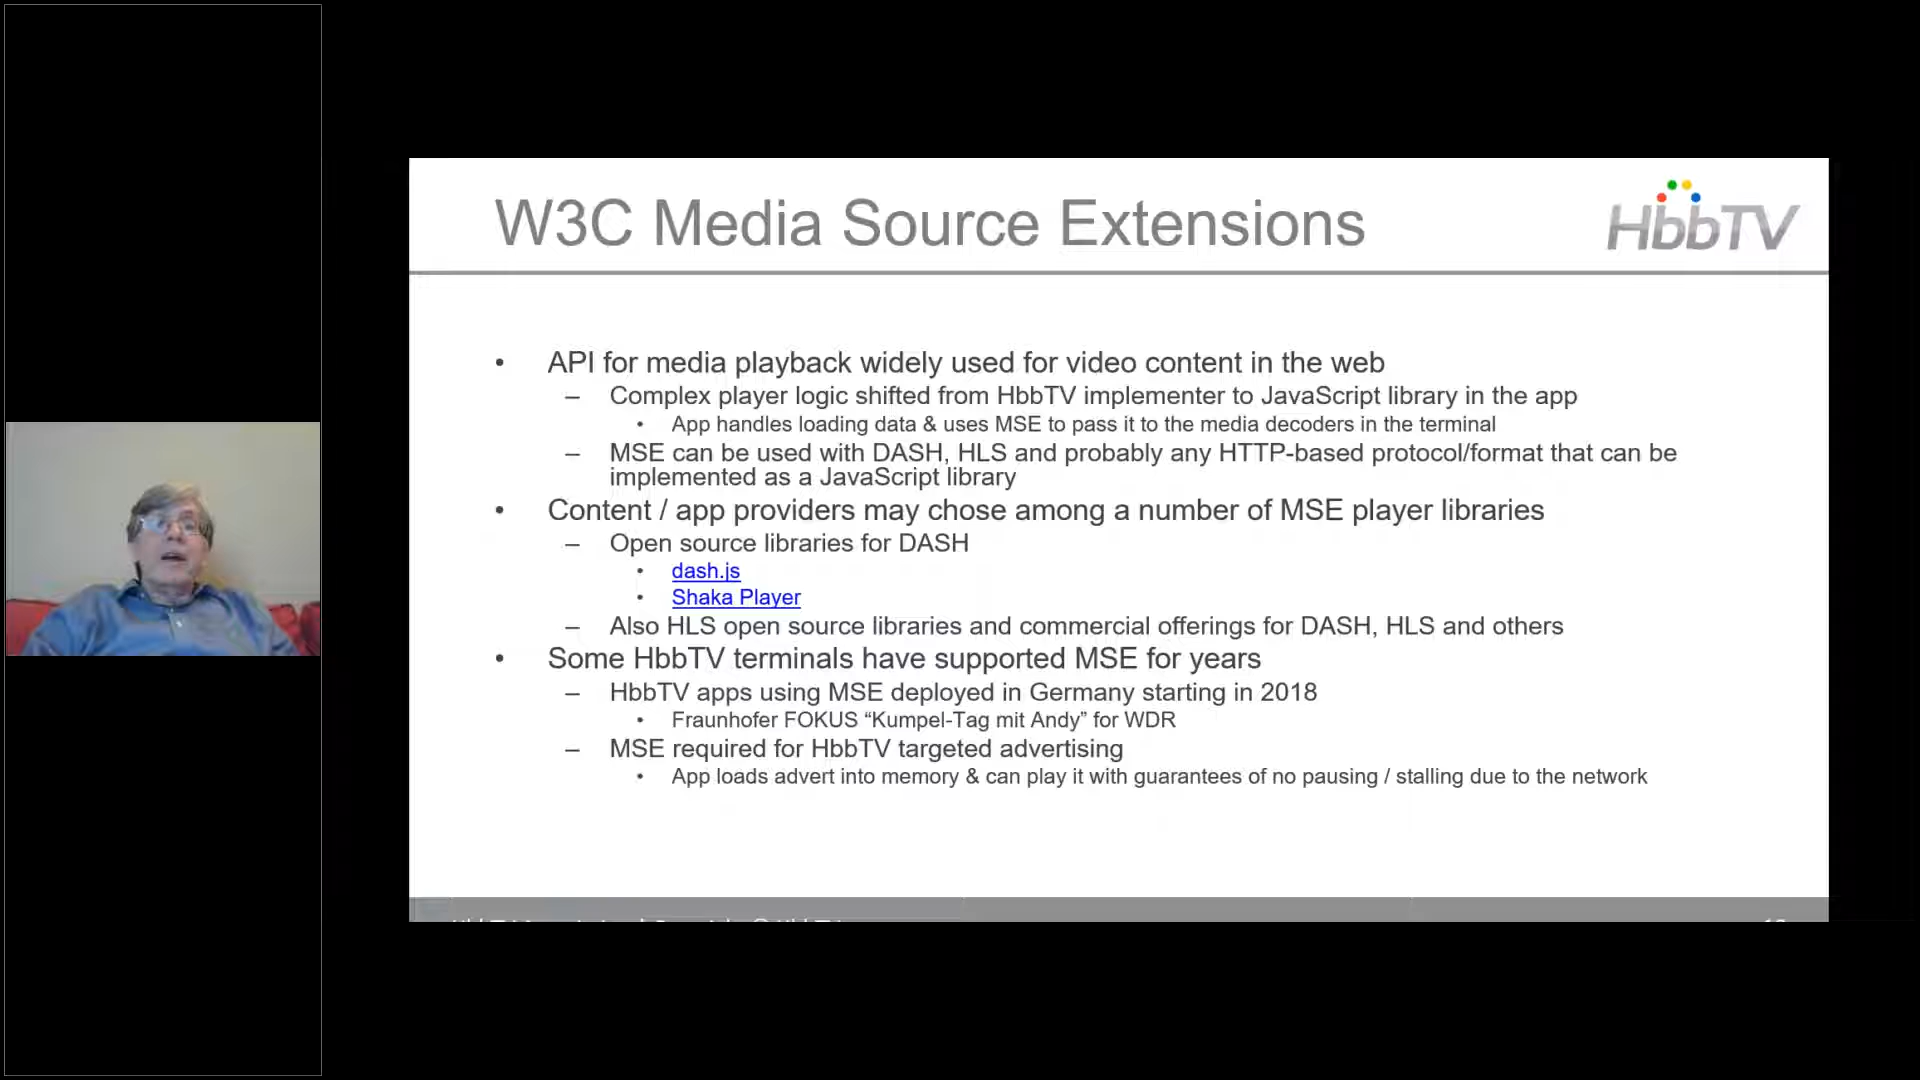 W3C Media Source Extensions
HbbTV
• API for media playback widely used for video content in the web
– Complex player logic shifted from HbbTV implementer to JavaScript library in the app
• App handles loading data & uses MSE to pass it to the media decoders in the terminal
– MSE can be used with DASH, HLS and probably any HTTP-based protocol/format that can be
implemented as a JavaScript library
• Content / app providers may chose among a number of MSE player libraries
– Open source libraries for DASH
• dash.js
• Shaka Player
– Also HLS open source libraries and commercial offerings for DASH, HLS and others
• Some HbbTV terminals have supported MSE for years
– HbbTV apps using MSE deployed in Germany starting in 2018
• Fraunhofer FOKUS “Kumpel-Tag mit Andy” for WDR
– MSE required for HbbTV targeted advertising
• App loads advert into memory & can play it with guarantees of no pausing / stalling due to the network